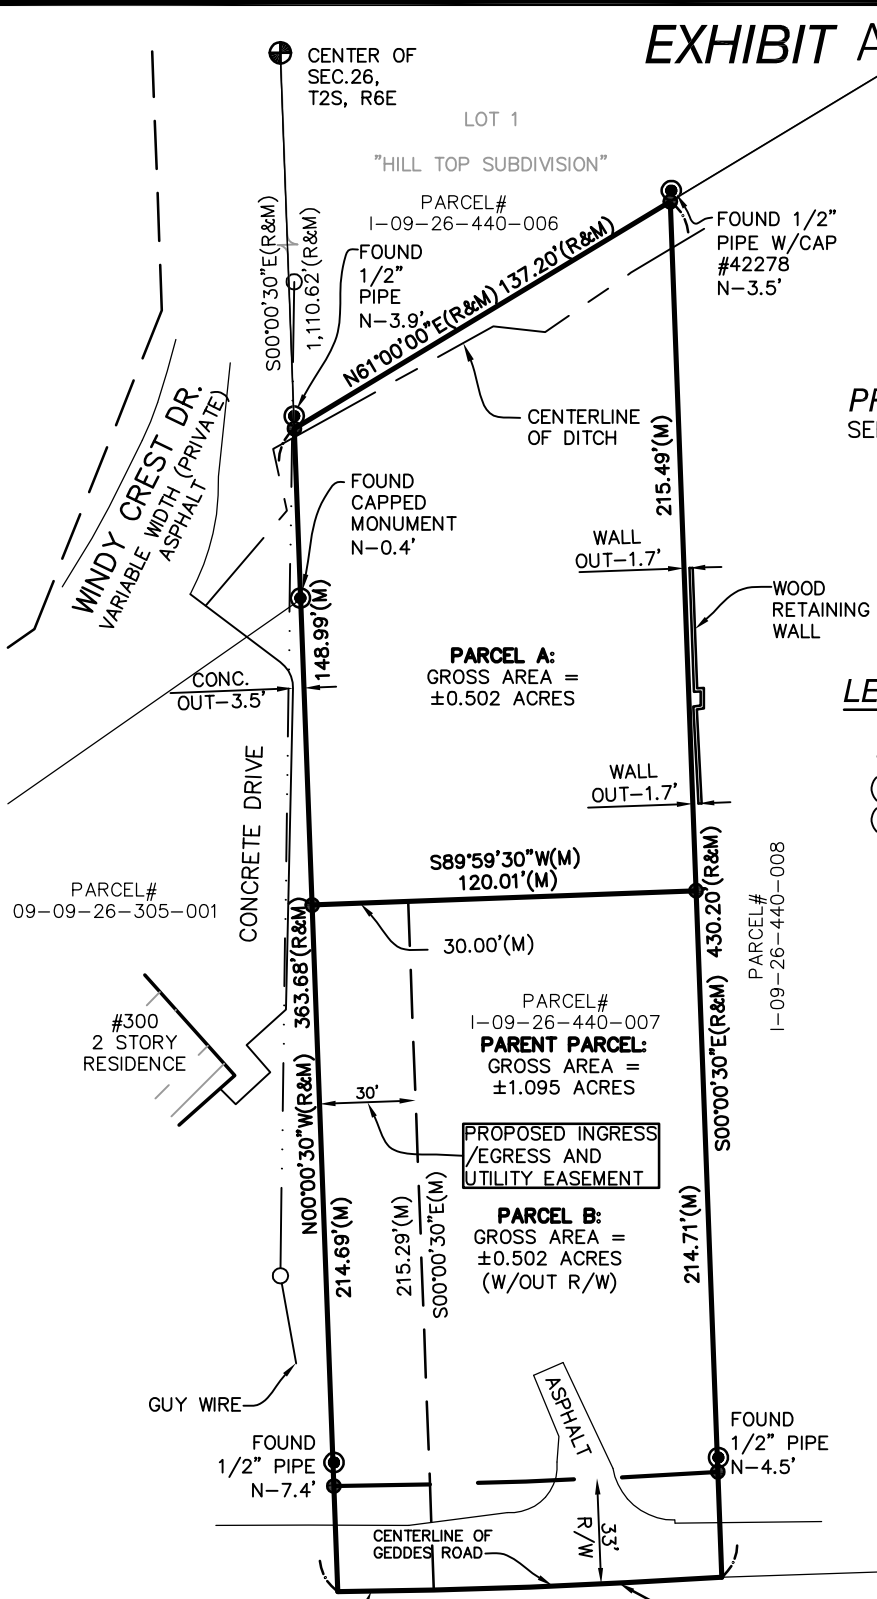 EXHIBIT A
CENTER OF
SEC.26,
T2S, R6E
LOT 1
"HILL TOP SUBDIVISION"
PARCEL#
I-09-26-440-006
S00°00'30"E(R&M)
1,110.62'(R&M)
FOUND
1/2"
PIPE
N-3.9'
N61°00'00"E(R&M) 137.20'(R&M)
FOUND 1/2"
PIPE W/CAP
#42278
N-3.5'
CENTERLINE
OF DITCH
215.49'(M)
WINDY CREST DR.
VARIABLE WIDTH (PRIVATE)
ASPHALT
FOUND
CAPPED
MONUMENT
N-0.4'
WALL
OUT-1.7'
WOOD
RETAINING
WALL
148.99'(M)
PARCEL A:
GROSS AREA =
±0.502 ACRES
CONC.
OUT-3.5'
LE
CONCRETE DRIVE
WALL
OUT-1.7'
S89°59'30"W(M)
120.01'(M)
PARCEL#
09-09-26-305-001
430.20'(R&M)
PARCEL#
I-09-26-440-008
30.00'(M)
363.68'(R&M)
PARCEL#
I-09-26-440-007
PARENT PARCEL:
GROSS AREA =
±1.095 ACRES
#300
2 STORY
RESIDENCE
S00°00'30"E(R&M)
N00°00'30"W(R&M)
30'
PROPOSED INGRESS
/EGRESS AND
UTILITY EASEMENT
PARCEL B:
GROSS AREA =
±0.502 ACRES
(W/OUT R/W)
214.69'(M)
215.29'(M)
S00°00'30"E(M)
214.71'(M)
GUY WIRE
ASPHALT
FOUND
1/2" PIPE
N-7.4'
FOUND
1/2" PIPE
N-4.5'
CENTERLINE OF
GEDDES ROAD
33'
R/W